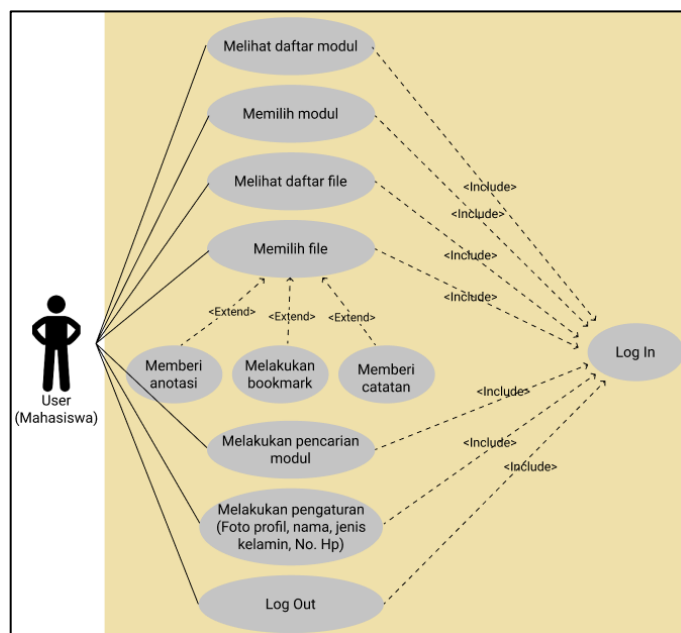 Melihat daftar modul
Memilih modul
Melihat daftar file
<Include>
<Include>
Memilih file
<Include>
<Include>
<Extend>
<Extend>
<Extend>
Log In
Memberi
anotasi
Melakukan
bookmark
Memberi
catatan
User
(Mahasiswa)
<Include>
Melakukan pencarian
modul
<Include>
<Include>
Melakukan pengaturan
(Foto profil, nama, jenis
kelamin, No. Hp)
Log Out